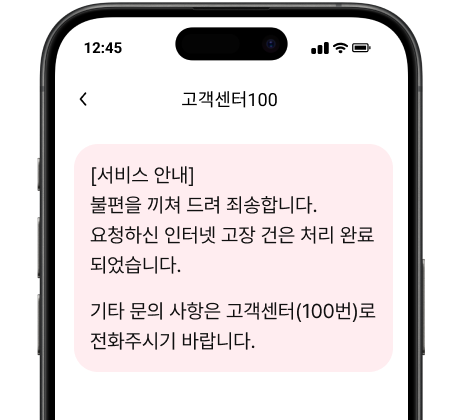 12:45
고객센터100
[서비스 안내]
불편을 끼쳐 드려 죄송합니다.
요청하신 인터넷 고장 건은 처리 완료
되었습니다.
기타 문의 사항은 고객센터(100번)로
전화주시기 바랍니다.